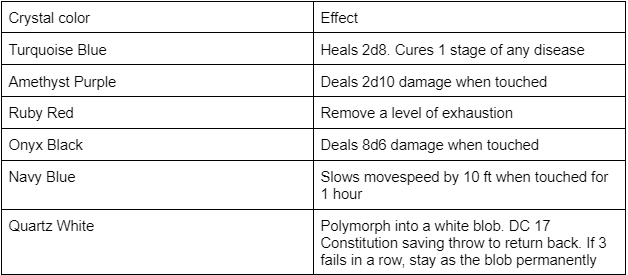 Crystal color Effect
Turquoise Blue Heals 2d8. Cures 1 stage of any disease
Amethyst Purple Deals 2d10 damage when touched
Ruby Red Remove a level of exhaustion
Onyx Black Deals 8d6 damage when touched
Navy Blue Slows movespeed by 10 ft when touched for
1 hour
Quartz White Polymorph into a white blob. DC 17
Constitution saving throw to return back. If 3
fails in a row, stay as the blob permanently